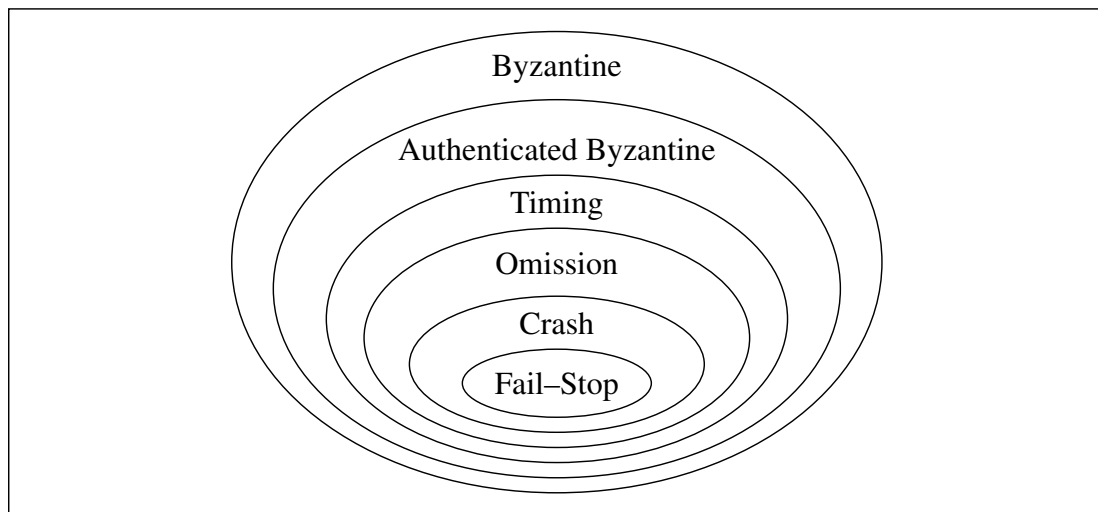 Byzantine
Authenticated Byzantine
Timing
Omission
Crash
Fail–Stop